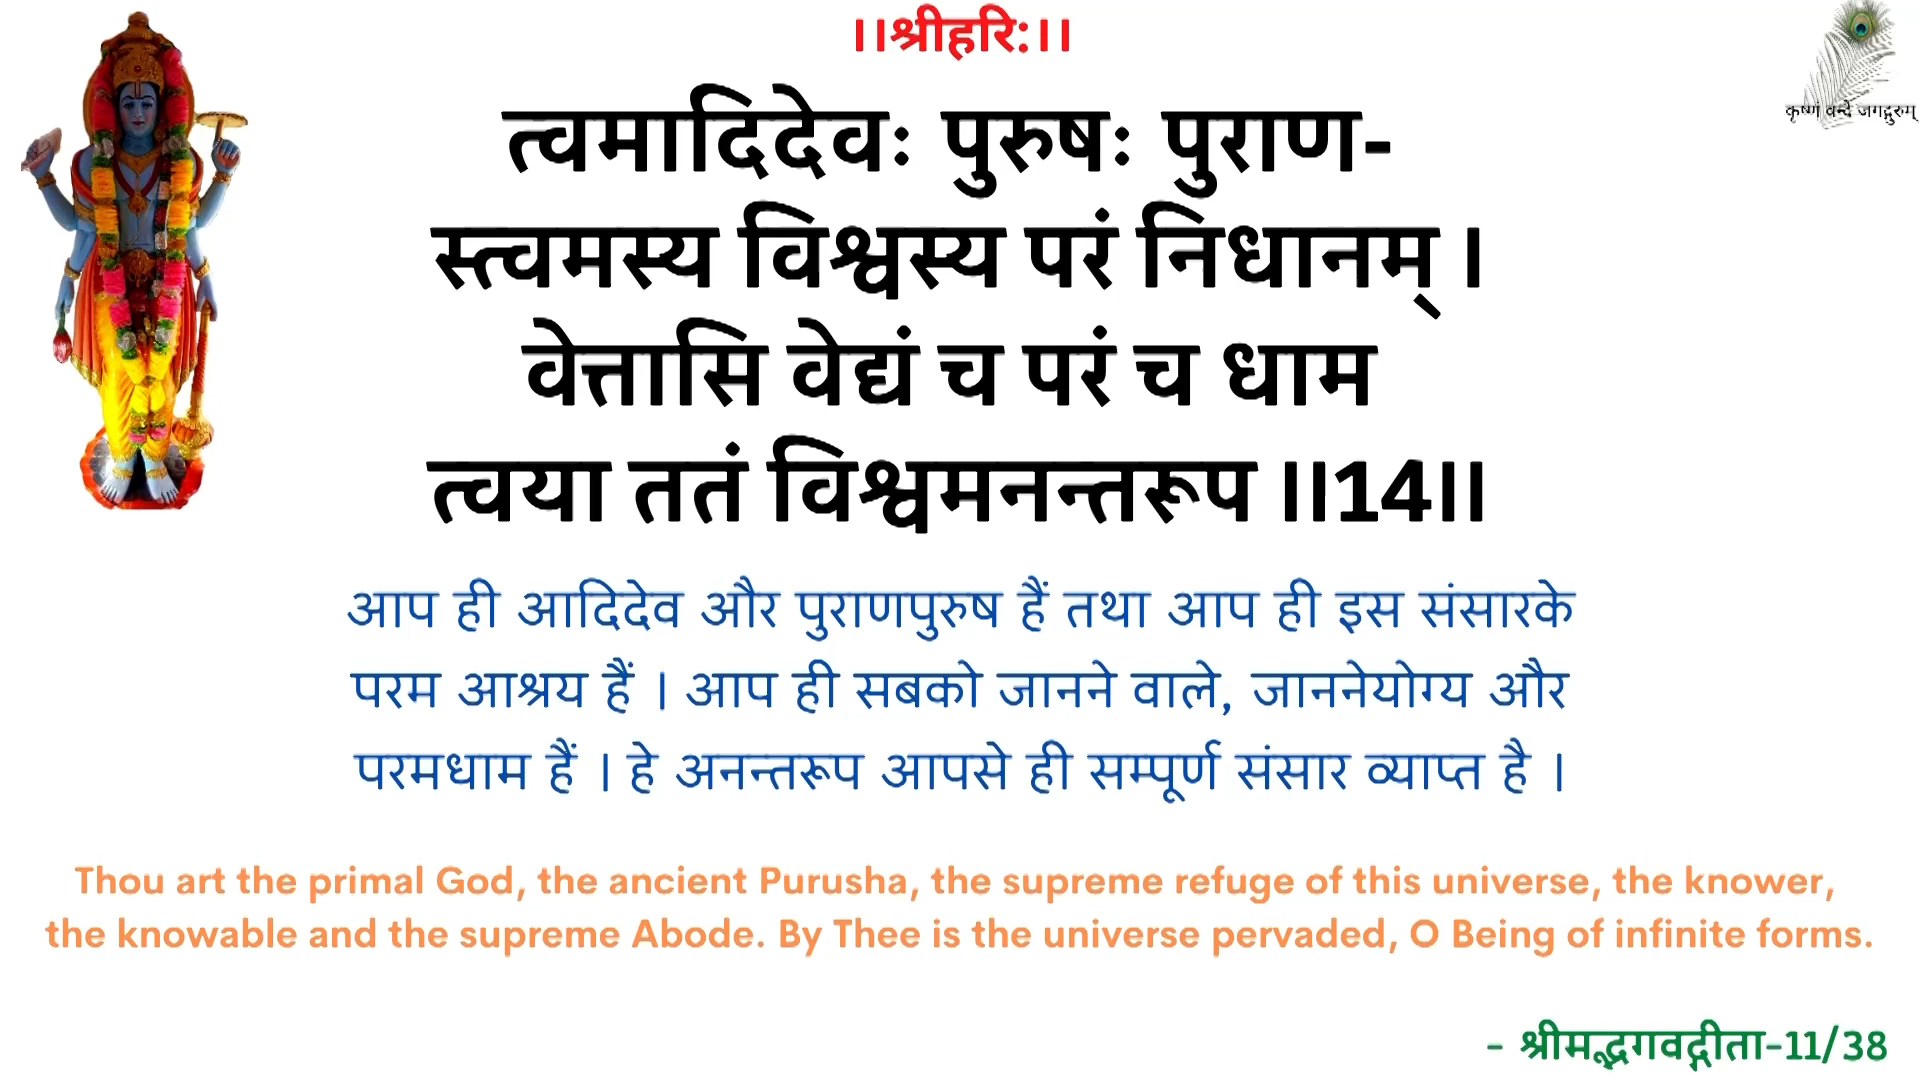 ।।श्रीहरिः।।
कृष्णं वन्दे जगद्गुरुम्
त्वमादिदेवः पुरुषः पुराण-
स्त्वमस्य विश्वस्य परं निधानम् ।
वेत्तासि वेद्यं च परं च धाम
त्वया ततं विश्वमनन्तरूप ।।14।।
आप ही आदिदेव और पुराणपुरुष हैं तथा आप ही इस संसारके
परम आश्रय हैं । आप ही सबको जानने वाले, जाननेयोग्य और
परमधाम हैं । हे अनन्तरूप आपसे ही सम्पूर्ण संसार व्याप्त है ।
Thou art the primal God, the ancient Purusha, the supreme refuge of this universe, the knower,
the knowable and the supreme Abode. By Thee is the universe pervaded, O Being of infinite forms.
- श्रीमद्भगवद्गीता-11/38